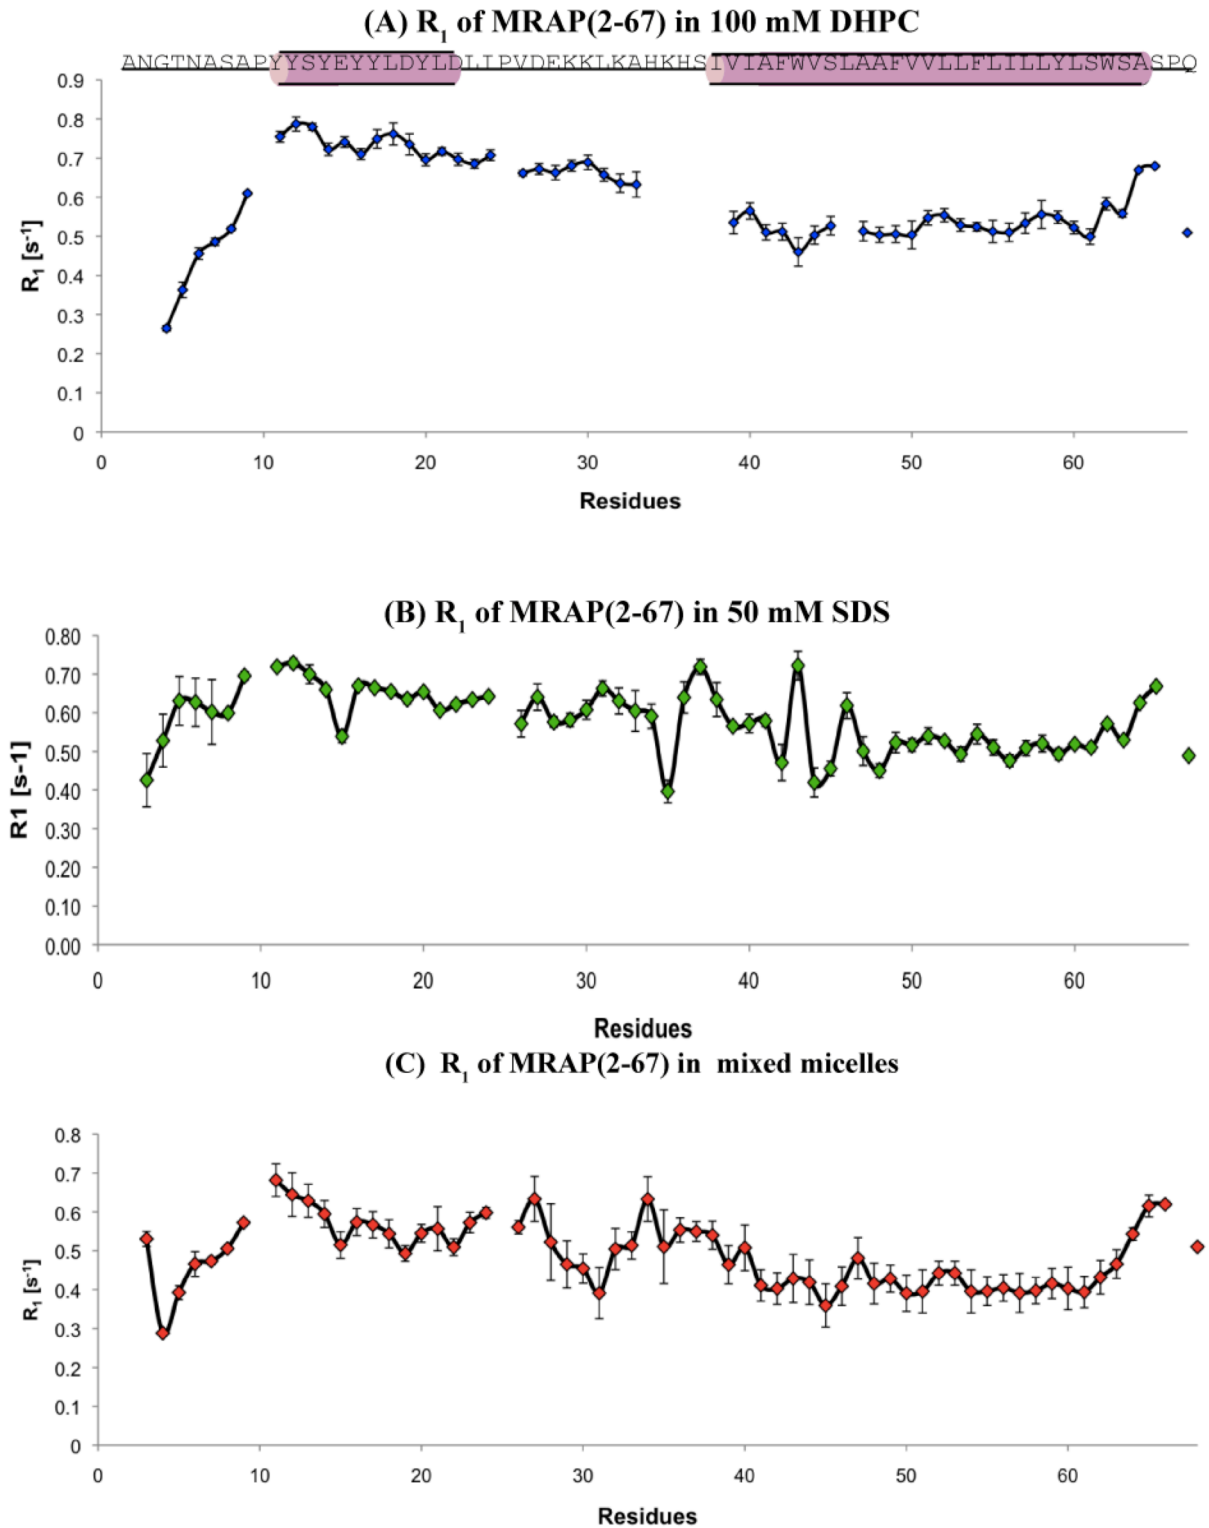 (A) R1 of MRAP(2-67) in 100 mM DHPC
ANGTNASAPYYSYEYYLDYLDLIPVDEKKLKAHKHSIVIAFWVSLAAFVVLLFLILLYLSWSASPQ
0.9
0.8
0.7
0.6
0.5
0.4
0.3
0.2
0.1
0
R1 [s-1]
0 10 20 30 40 50 60
Residues
(B) R1 of MRAP(2-67) in 50 mM SDS
0.80
0.70
0.60
0.50
0.40
0.30
0.20
0.10
0.00
R1 [s-1]
0 10 20 30 40 50 60
Residues
(C) R1 of MRAP(2-67) in mixed micelles
0.8
0.7
0.6
0.5
0.4
0.3
0.2
0.1
0
R1 [s-1]
0 10 20 30 40 50 60
Residues